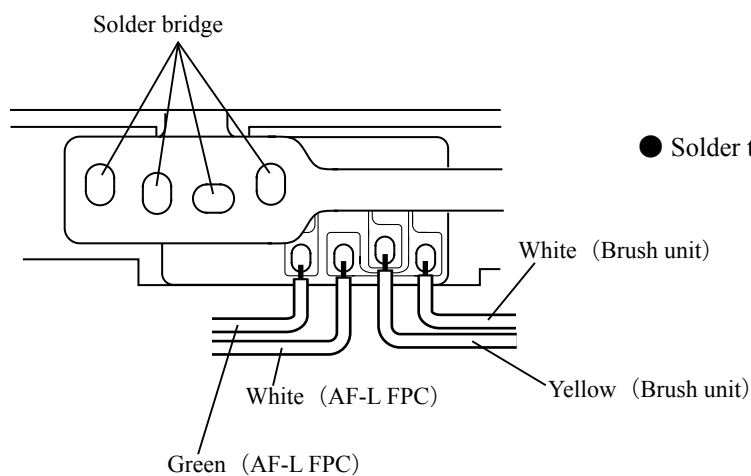 Solder bridge
● Solder t
White（Brush unit）
White（AF-L FPC）
Yellow（Brush unit）
Green（AF-L FPC）